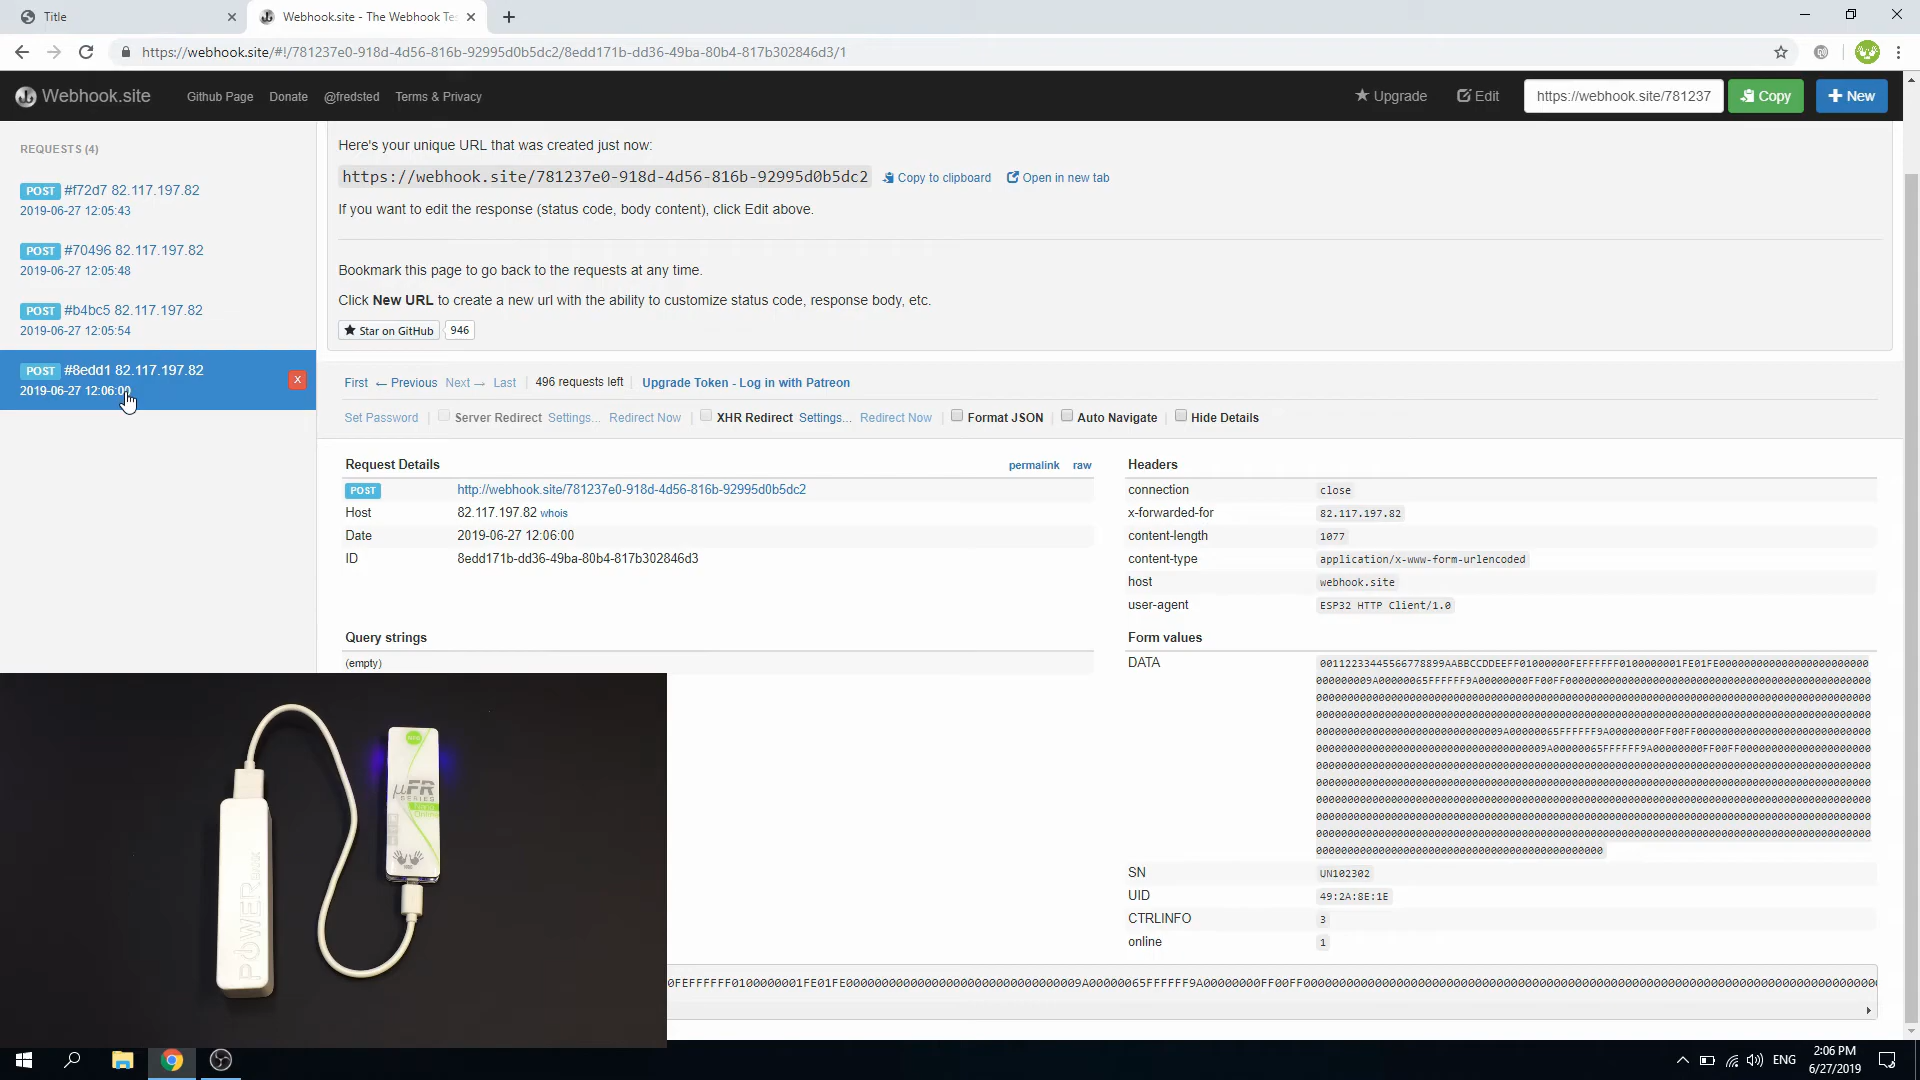 Title
Webhook.site - The Webhook Te
https://webhook.site/#!/781237e0-918d-4d56-816b-92995d0b5dc2/8edd171b-dd36-49ba-80b4-817b302846d3/1
Webhook.site
Github Page
Donate
@fredsted
Terms & Privacy
Upgrade
Edit
https://webhook.site/781237
Copy
New
REQUESTS (4)
POST #f72d7 82.117.197.82
2019-06-27 12:05:43
POST #70496 82.117.197.82
2019-06-27 12:05:48
POST #b4bc5 82.117.197.82
2019-06-27 12:05:54
POST #8edd1 82.117.197.82
2019-06-27 12:06:00
X
Here's your unique URL that was created just now:
https://webhook.site/781237e0-918d-4d56-816b-92995d0b5dc2 Copy to clipboard Open in new tab
If you want to edit the response (status code, body content), click Edit above.
Bookmark this page to go back to the requests at any time.
Click New URL to create a new url with the ability to customize status code, response body, etc.
Star on GitHub 946
First ← Previous Next → Last 496 requests left Upgrade Token - Log in with Patreon
Set Password Server Redirect Settings... Redirect Now XHR Redirect Settings... Redirect Now Format JSON Auto Navigate Hide Details
Request Details permalink raw
POST http://webhook.site/781237e0-918d-4d56-816b-92995d0b5dc2
Host 82.117.197.82 whois
Date 2019-06-27 12:06:00
ID 8edd171b-dd36-49ba-80b4-817b302846d3
Query strings
(empty)
Headers
connection close
x-forwarded-for 82.117.197.82
content-length 1077
content-type application/x-www-form-urlencoded
host webhook.site
user-agent ESP32 HTTP Client/1.0
Form values
DATA
SN UN102302
UID 49:2A:8E:1E
CTRLINFO 3
online 1
POWER BANK
μFR
SERIES
Nano
Online
ENG
2:06 PM
6/27/2019